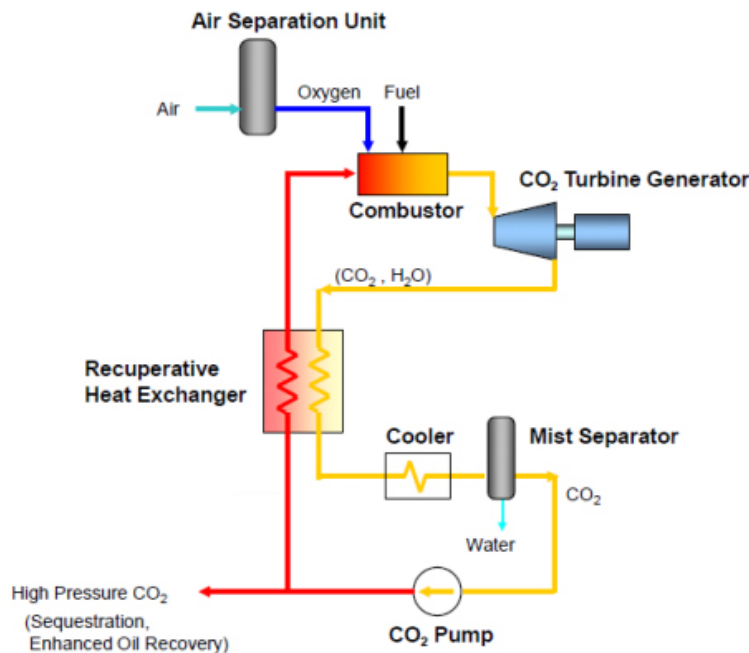 Air Separation Unit
Air
Oxygen
Fuel
CO₂ Turbine Generator
Combustor
(CO₂ , H₂O)
Recuperative
Heat Exchanger
Cooler
Mist Separator
CO₂
Water
High Pressure CO₂
(Sequestration,
Enhanced Oil Recovery)
CO₂ Pump